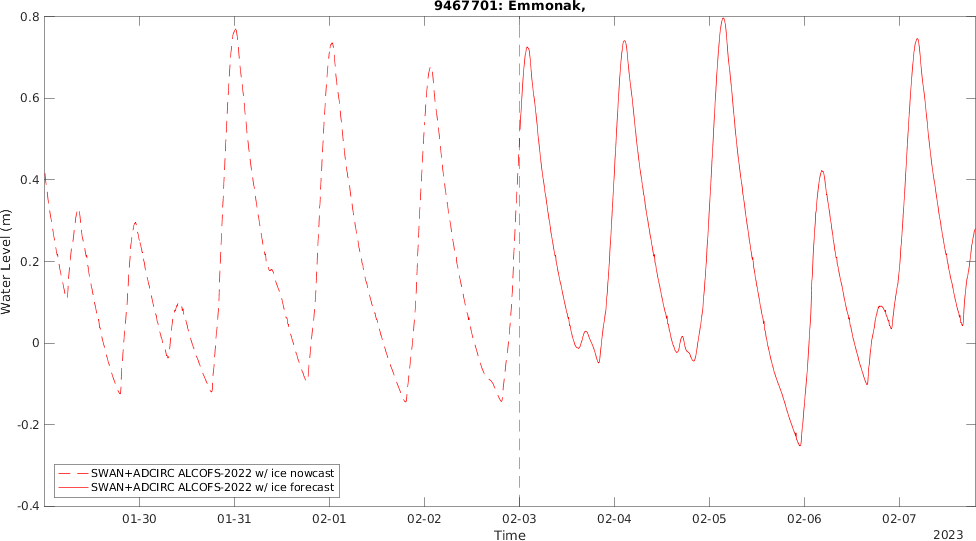 9467701: Emmonak,
0.8
0.6
0.4
0.2
0
-0.2
-0.4
Water Level (m)
SWAN+ADCIRC ALCOFS-2022 w/ ice nowcast
SWAN+ADCIRC ALCOFS-2022 w/ ice forecast
01-30 01-31 02-01 02-02 02-03 02-04 02-05 02-06 02-07
Time
2023